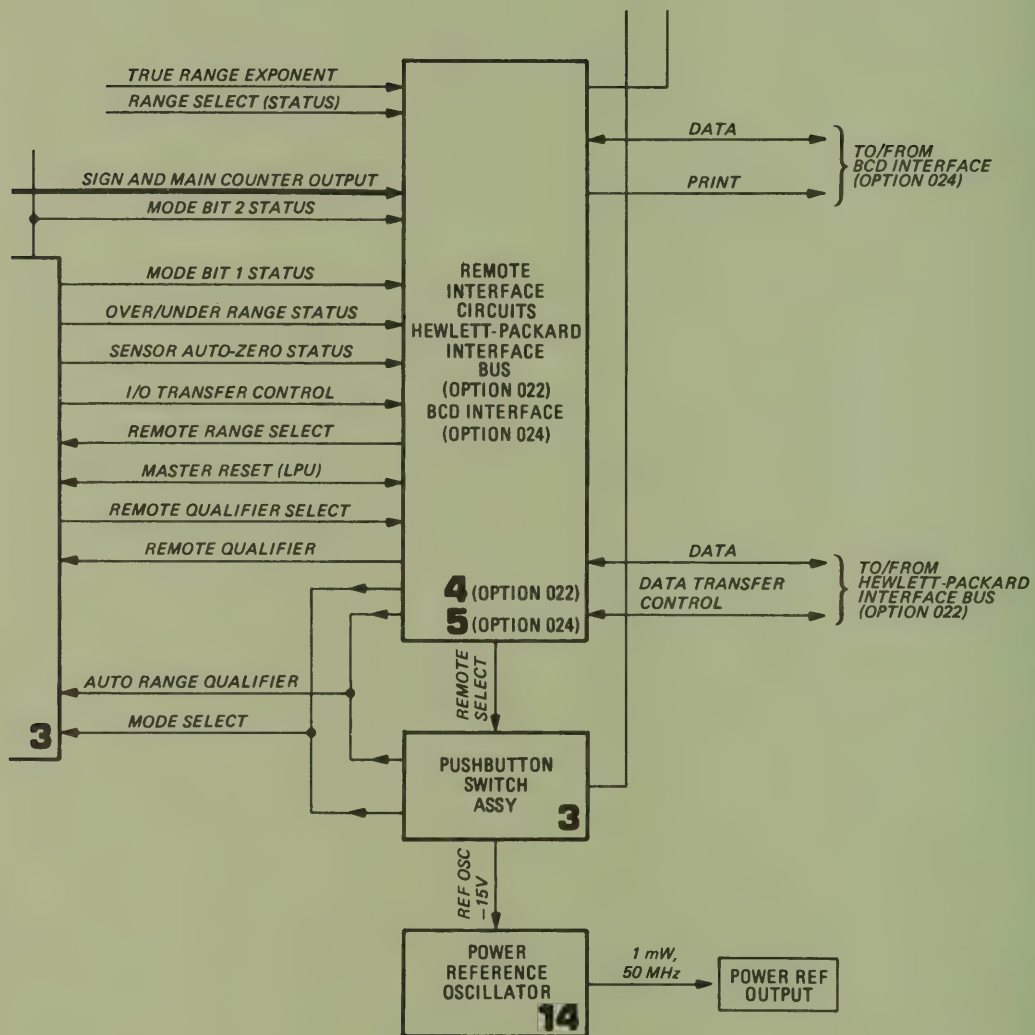 TRUE RANGE EXPONENT
RANGE SELECT (STATUS)
SIGN AND MAIN COUNTER OUTPUT
MODE BIT 2 STATUS
MODE BIT 1 STATUS
OVER/UNDER RANGE STATUS
SENSOR AUTO-ZERO STATUS
I/O TRANSFER CONTROL
REMOTE RANGE SELECT
MASTER RESET (LPU)
REMOTE QUALIFIER SELECT
REMOTE QUALIFIER
AUTO RANGE QUALIFIER
MODE SELECT
3
REMOTE
INTERFACE
CIRCUITS
HEWLETT-PACKARD
INTERFACE
BUS
(OPTION 022)
BCD INTERFACE
(OPTION 024)
4 (OPTION 022)
5 (OPTION 024)
DATA
PRINT
TO/FROM
BCD INTERFACE
(OPTION 024)
DATA
DATA TRANSFER
CONTROL
TO/FROM
HEWLETT-PACKARD
INTERFACE BUS
(OPTION 022)
REMOTE
SELECT
PUSHBUTTON
SWITCH
ASSY
3
REF OSC
-15V
POWER
REFERENCE
OSCILLATOR
14
1 mW,
50 MHz
POWER REF
OUTPUT